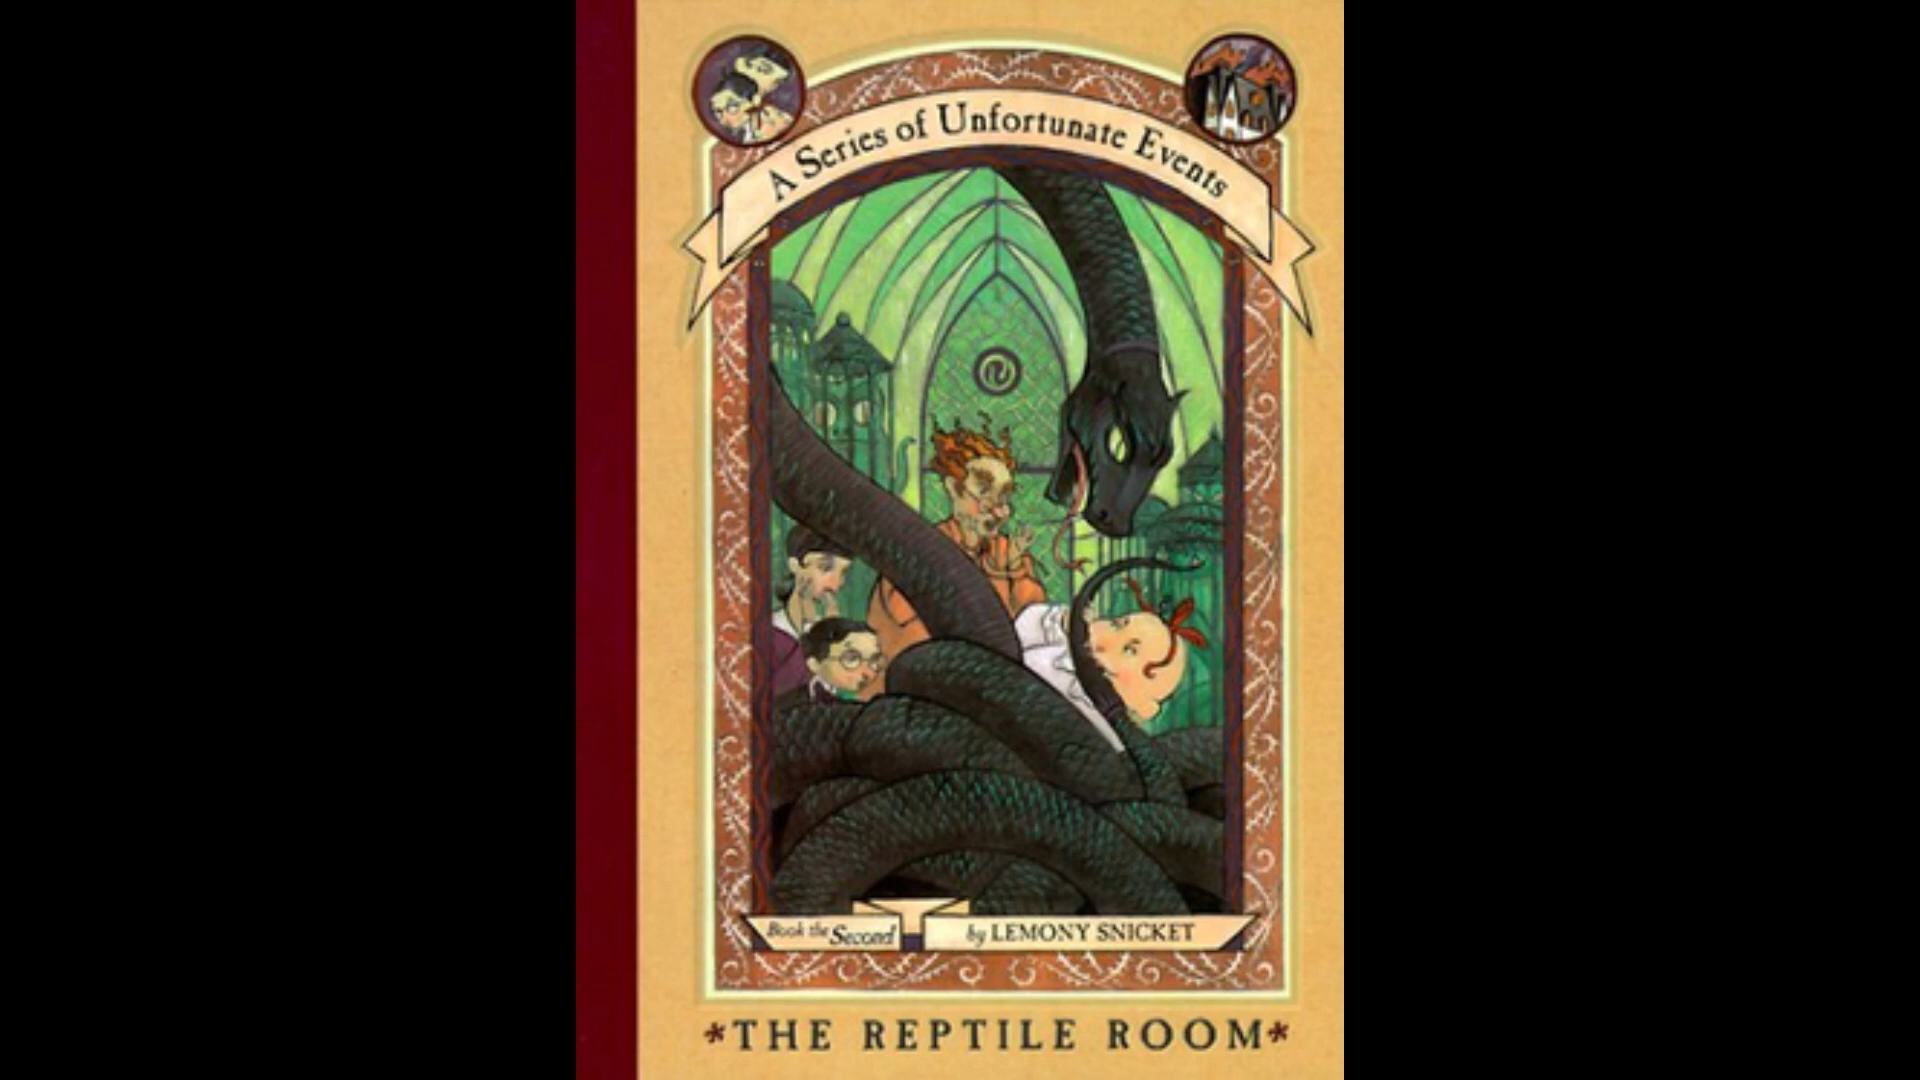 A Series of Unfortunate Events
Book the Second
by LEMONY SNICKET
*THE REPTILE ROOM*